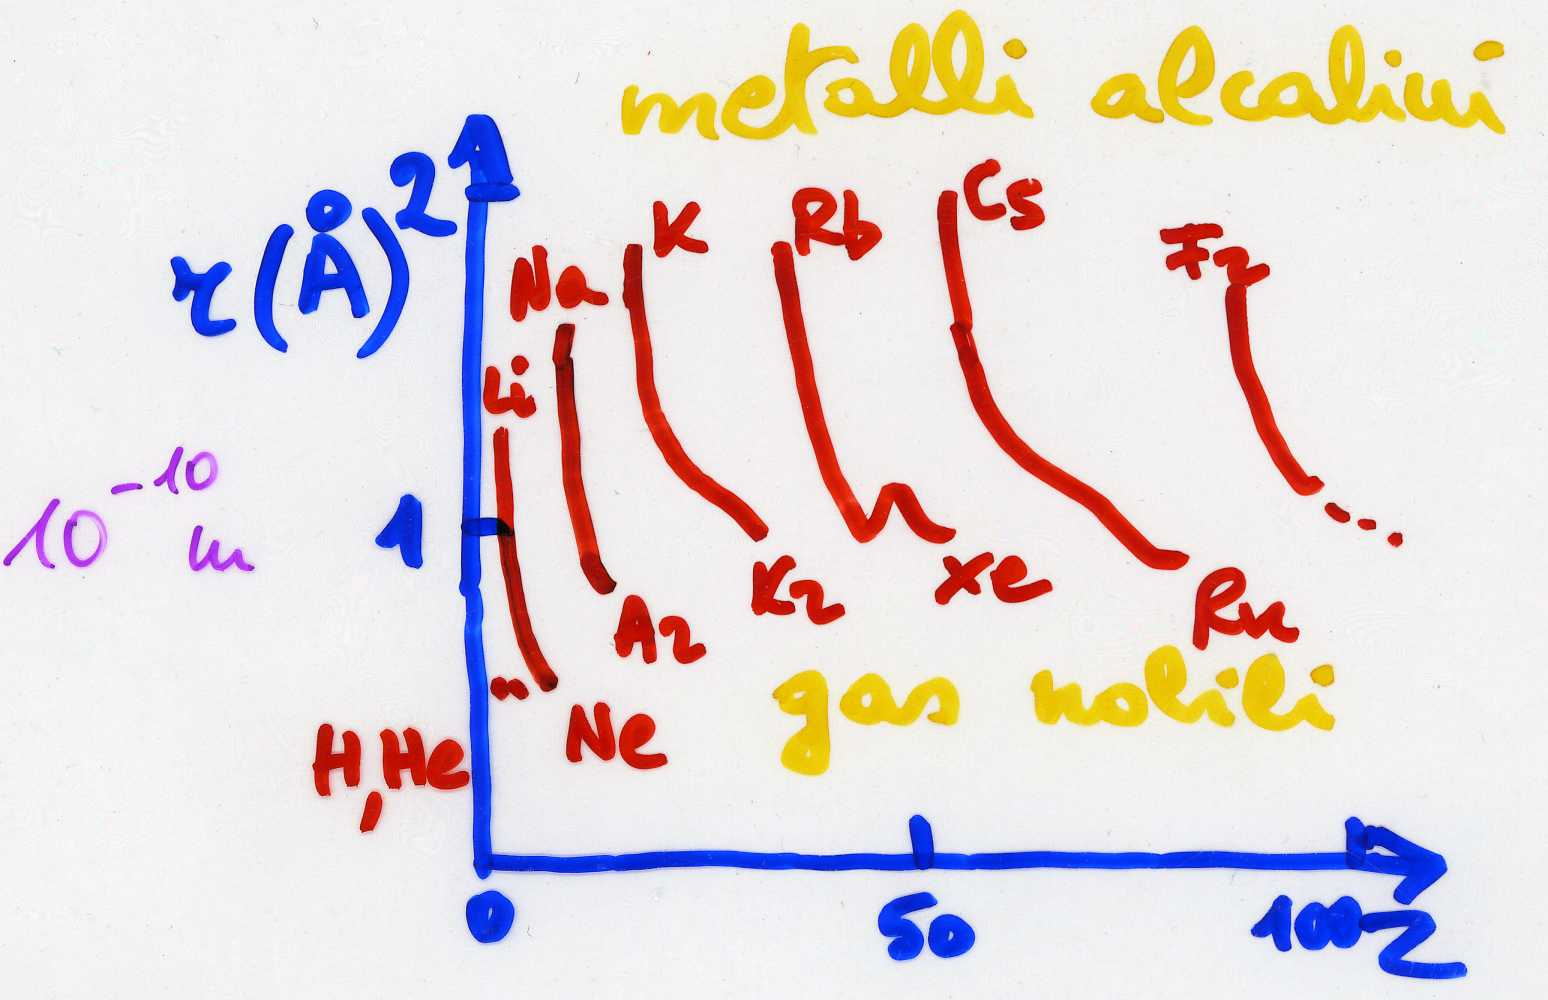 metalli alcalini
r(Å)
2
Cs
K
Rb
Fr
Na
Li
10⁻¹⁰ m
1
Kr
Xe
Ar
Rn
gas nobili
H, He
Ne
0
50
100
Z